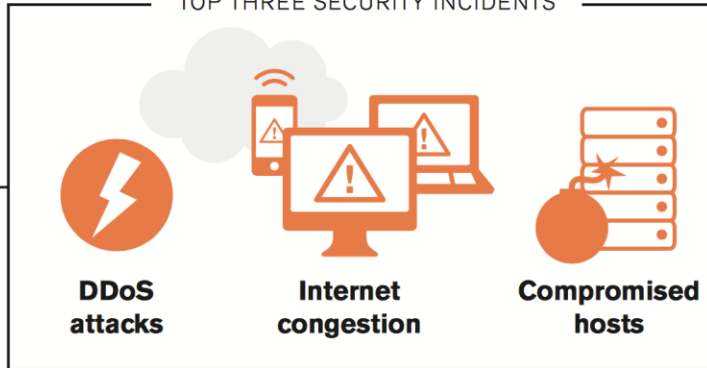 TOP THREE SECURITY INCIDENTS
!
!
!
DDoS
attacks
Internet
congestion
Compromised
hosts